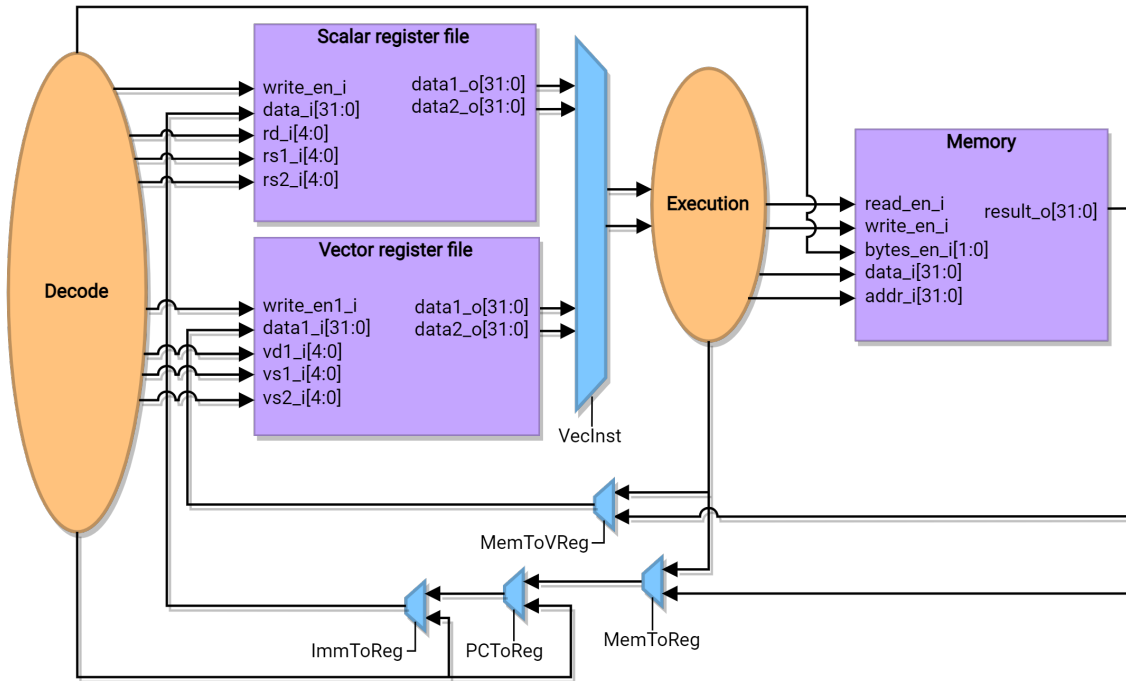 Scalar register file
write_en_i
data_i[31:0]
rd_i[4:0]
rs1_i[4:0]
rs2_i[4:0]
data1_o[31:0]
data2_o[31:0]
Vector register file
write_en1_i
data1_i[31:0]
vd1_i[4:0]
vs1_i[4:0]
vs2_i[4:0]
data1_o[31:0]
data2_o[31:0]
Decode
VecInst
Execution
Memory
read_en_i
write_en_i
bytes_en_i[1:0]
data_i[31:0]
addr_i[31:0]
result_o[31:0]
MemToVReg
ImmToReg
PCToReg
MemToReg